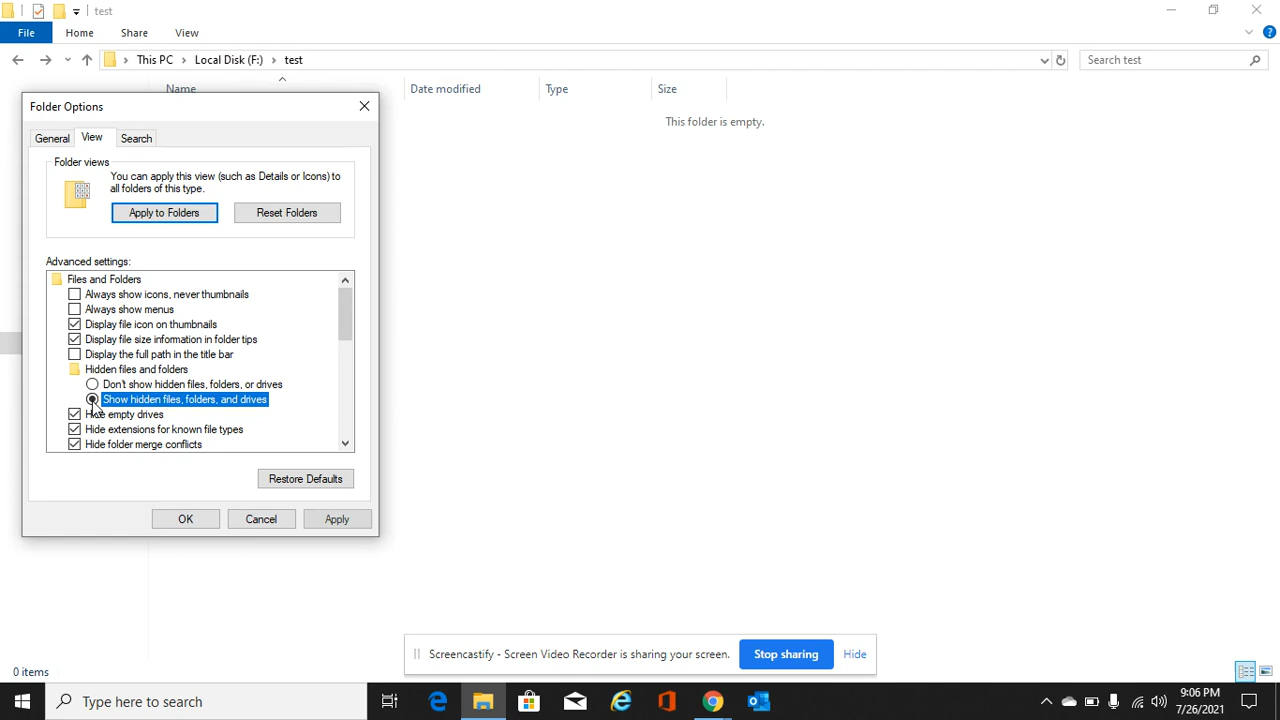 test
File Home Share View
This PC Local Disk (F:) test
Search test
Name Date modified Type Size
This folder is empty.
Folder Options
General View Search
Folder views
You can apply this view (such as Details or Icons) to
all folders of this type.
Apply to Folders Reset Folders
Advanced settings:
Files and Folders
Always show icons, never thumbnails
Always show menus
Display file icon on thumbnails
Display file size information in folder tips
Display the full path in the title bar
Hidden files and folders
Don't show hidden files, folders, or drives
Show hidden files, folders, and drives
Hide empty drives
Hide extensions for known file types
Hide folder merge conflicts
Restore Defaults
OK Cancel Apply
Screencastify - Screen Video Recorder is sharing your screen. Stop sharing Hide
0 items
Type here to search
9:06 PM
7/26/2021